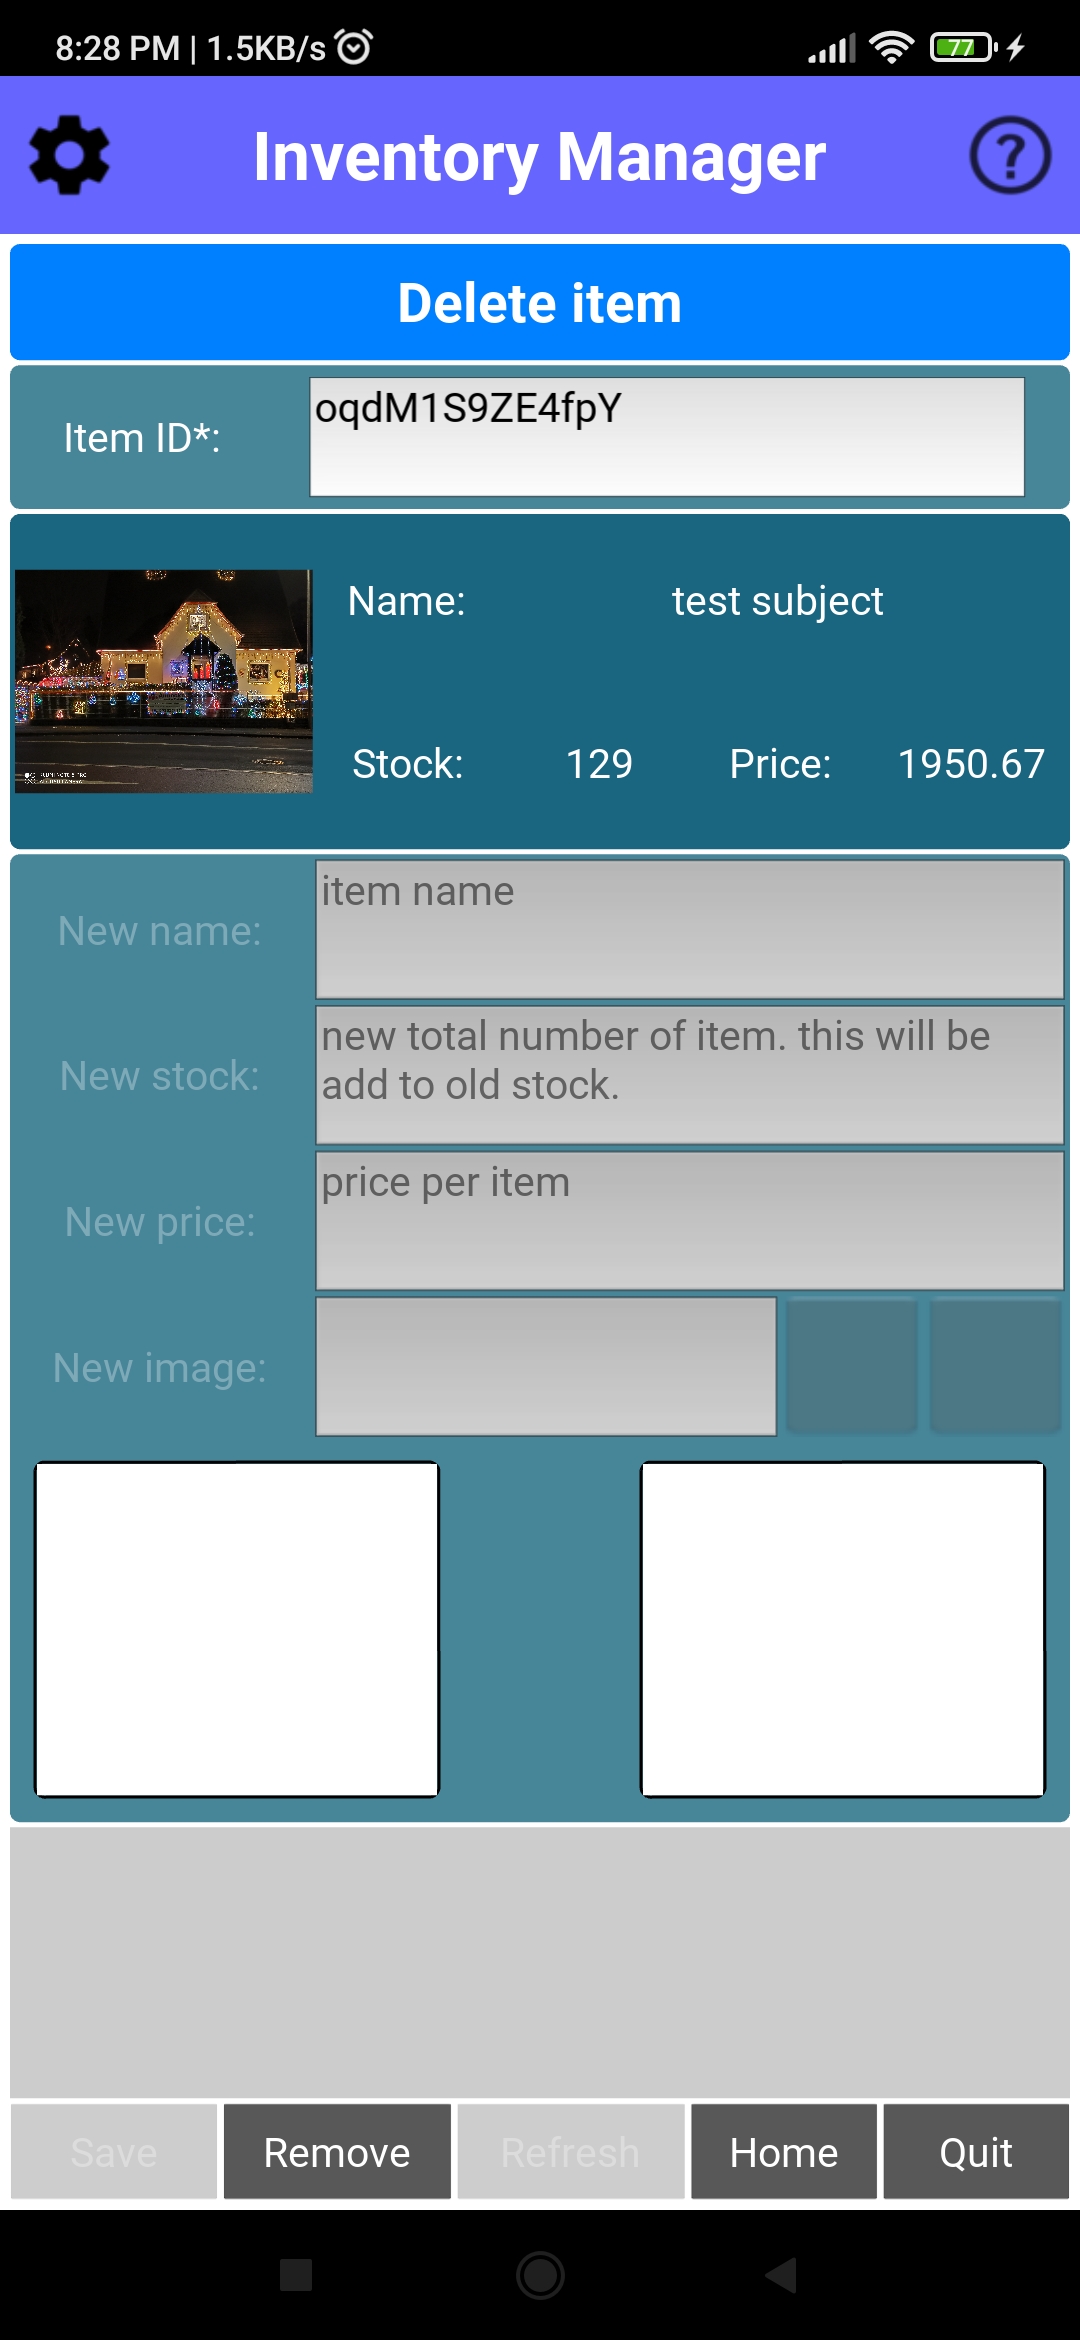 8:28 PM | 1.5KB/s
77
Inventory Manager
?
Delete item
Item ID*:
oqdM1S9ZE4fpY
Name:
test subject
Stock:
129
Price:
1950.67
New name:
item name
New stock:
new total number of item. this will be
add to old stock.
New price:
price per item
New image:
Save
Remove
Refresh
Home
Quit